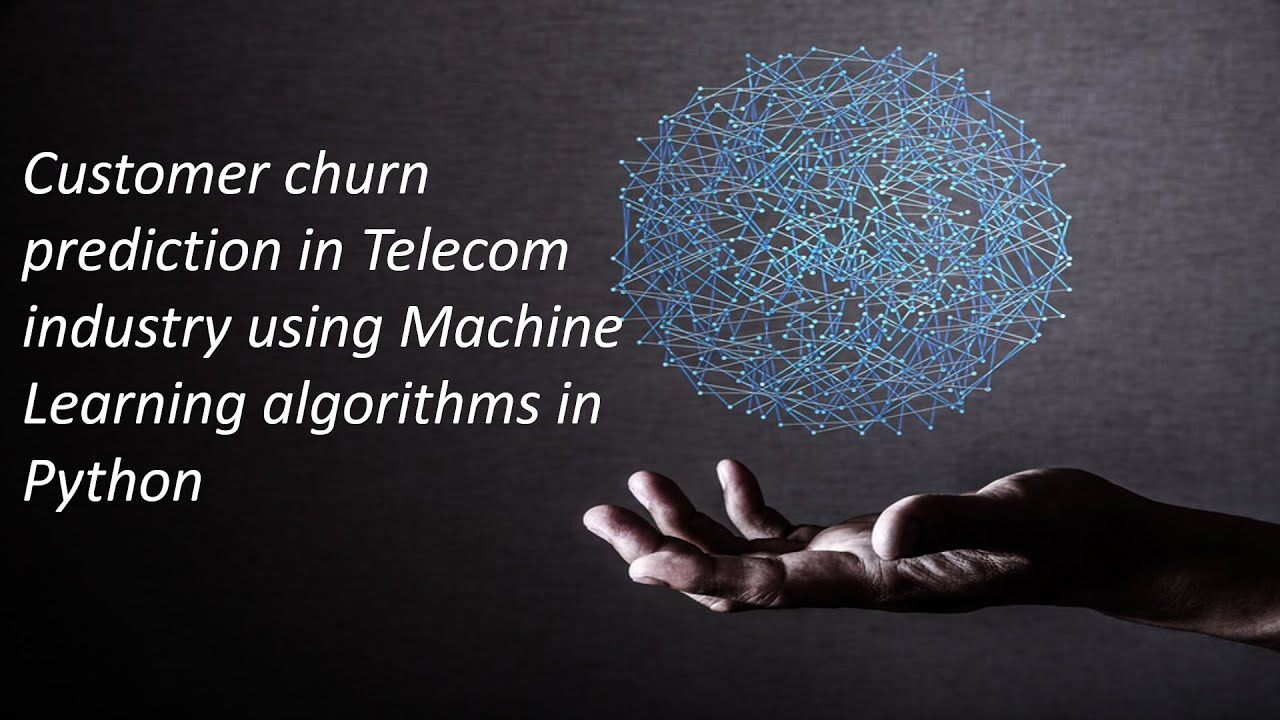 Customer churn
prediction in Telecom
industry using Machine
Learning algorithms in
Python